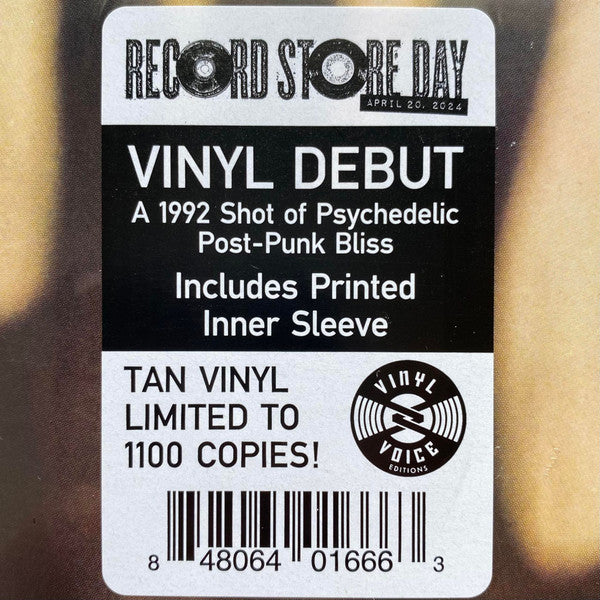 RECORD STORE DAY
APRIL 20, 2024
VINYL DEBUT
A 1992 Shot of Psychedelic
Post-Punk Bliss
Includes Printed
Inner Sleeve
TAN VINYL
LIMITED TO
1100 COPIES!
VINYL
VOICE
EDITIONS
8 48064 01666 3